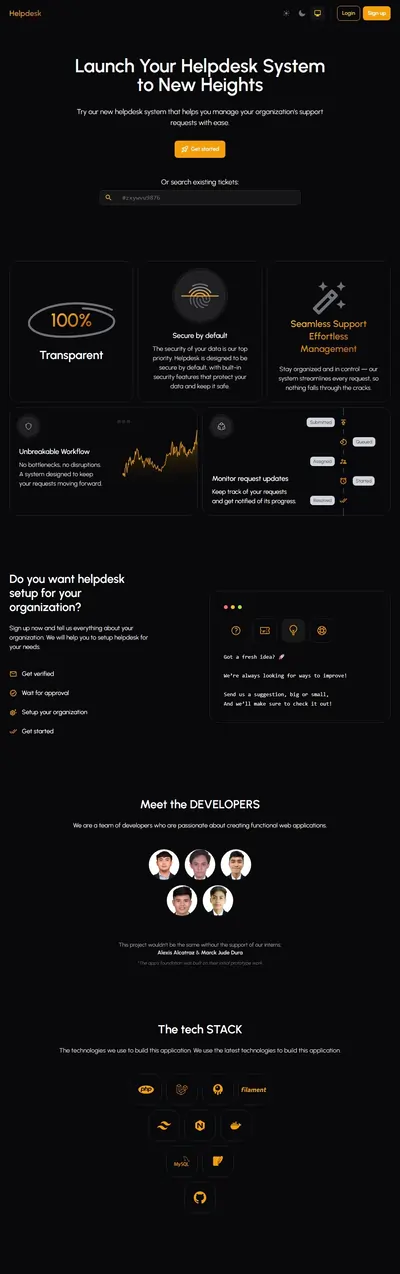 Helpdesk
Login
Sign up
Launch Your Helpdesk System
to New Heights
Try our new helpdesk system that helps you manage your organization's support
requests with ease.
Get started
Or search existing tickets:
#zxywvu9876
100%
Transparent
Secure by default
The security of your data is our top
priority. Helpdesk is designed to be
secure by default, with built-in
security features that protect your
data and keep it safe.
Seamless Support
Effortless
Management
Stay organized and in control — our
system streamlines every request, so
nothing falls through the cracks.
Unbreakable Workflow
No bottlenecks, no disruptions.
A system designed to keep
your requests moving forward.
Monitor request updates
Keep track of your requests
and get notified of its progress.
Submitted
Queued
Assigned
Started
Resolved
Do you want helpdesk
setup for your
organization?
Sign up now and tell us everything about your
organization. We will help you to setup helpdesk for
your needs.
Get verified
Wait for approval
Setup your organization
Get started
Got a fresh idea? 🚀
We're always looking for ways to improve!
Send us a suggestion, big or small,
And we'll make sure to check it out!
Meet the DEVELOPERS
We are a team of developers who are passionate about creating functional web applications.
This project wouldn't be the same without the support of our interns:
Alexis Alcatraz & Marck Jude Dura
*the app's foundation was built on their initial prototype work.
The tech STACK
The technologies we use to build this application. We use the latest technologies to build this application.
php
Filament
MySQL